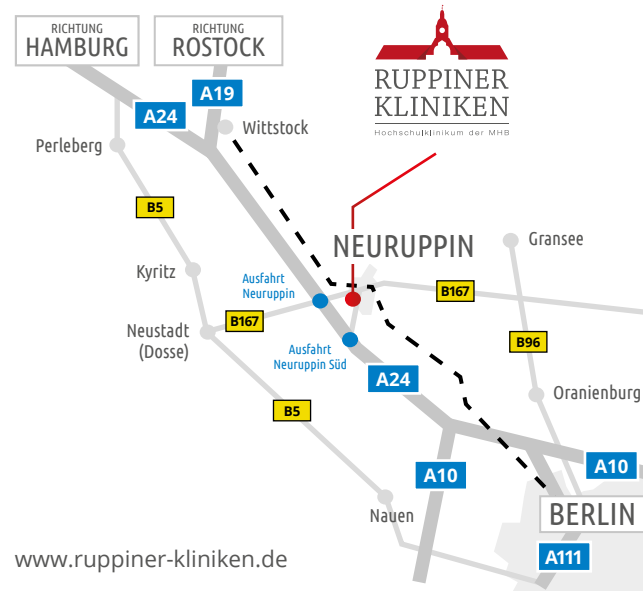 RICHTUNG
HAMBURG
RICHTUNG
ROSTOCK
RUPPINER
KLINIKEN
Hochschulklinikum der MHB
A19
A24
Wittstock
Perleberg
B5
NEURUPPIN
Gransee
Kyritz
Ausfahrt
Neuruppin
B167
B167
Neustadt
(Dosse)
Ausfahrt
Neuruppin Süd
B96
A24
Oranienburg
B5
A10
A10
Nauen
BERLIN
A111
www.ruppiner-kliniken.de